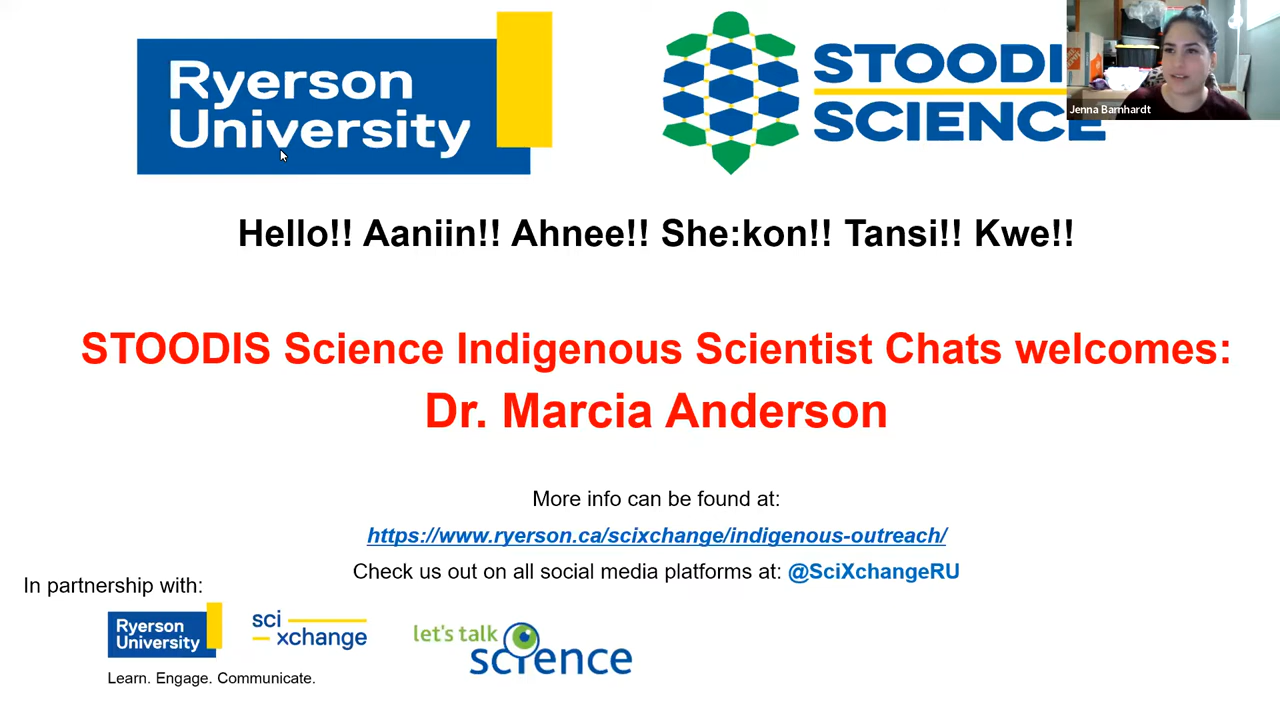 Ryerson
University
STOODI
SCIENCE
Jenna Barnhardt
Hello!! Aaniin!! Ahnee!! She:kon!! Tansi!! Kwe!!
STOODIS Science Indigenous Scientist Chats welcomes:
Dr. Marcia Anderson
More info can be found at:
https://www.ryerson.ca/scixchange/indigenous-outreach/
Check us out on all social media platforms at: @SciXchangeRU
In partnership with:
Ryerson
University
sci
xchange
let's talk
science
Learn. Engage. Communicate.